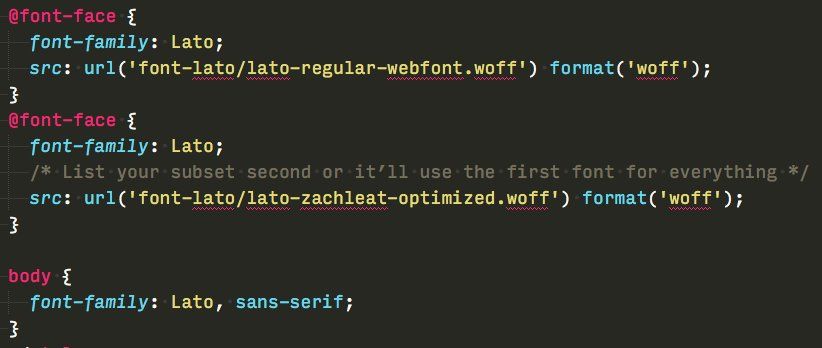 @font-face {
font-family: Lato;
src: url('font-lato/lato-regular-webfont.woff') format('woff');
}
@font-face {
font-family: Lato;
/* List your subset second or it’ll use the first font for everything */
src: url('font-lato/lato-zachleat-optimized.woff') format('woff');
}
body {
font-family: Lato, sans-serif;
}